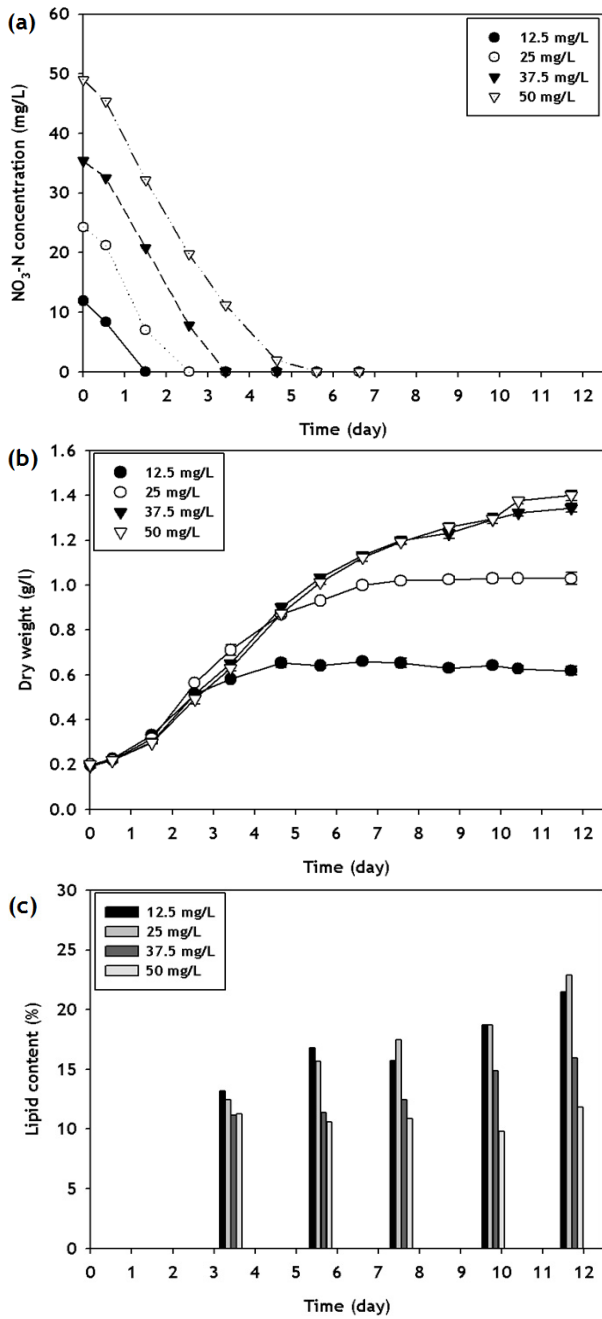 (a)
12.5 mg/L
25 mg/L
37.5 mg/L
50 mg/L
NO3-N concentration (mg/L)
60
50
40
30
20
10
0
0 1 2 3 4 5 6 7 8 9 10 11 12
Time (day)
(b)
12.5 mg/L
25 mg/L
37.5 mg/L
50 mg/L
Dry weight (g/l)
1.6
1.4
1.2
1.0
0.8
0.6
0.4
0.2
0.0
0 1 2 3 4 5 6 7 8 9 10 11 12
Time (day)
(c)
12.5 mg/L
25 mg/L
37.5 mg/L
50 mg/L
Lipid content (%)
30
25
20
15
10
5
0
0 1 2 3 4 5 6 7 8 9 10 11 12
Time (day)